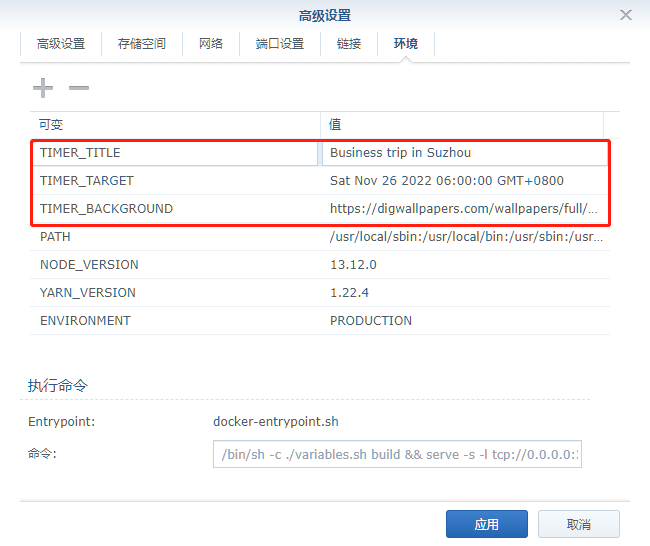 高级设置
高级设置 存储空间 网络 端口设置 链接 环境
可变 值
TIMER_TITLE Business trip in Suzhou
TIMER_TARGET Sat Nov 26 2022 06:00:00 GMT+0800
TIMER_BACKGROUND https://digwallpapers.com/wallpapers/full/...
PATH /usr/local/sbin:/usr/local/bin:/usr/sbin:/usr...
NODE_VERSION 13.12.0
YARN_VERSION 1.22.4
ENVIRONMENT PRODUCTION
执行命令
Entrypoint: docker-entrypoint.sh
命令: /bin/sh -c ./variables.sh build && serve -s -l tcp://0.0.0.0:
应用 取消